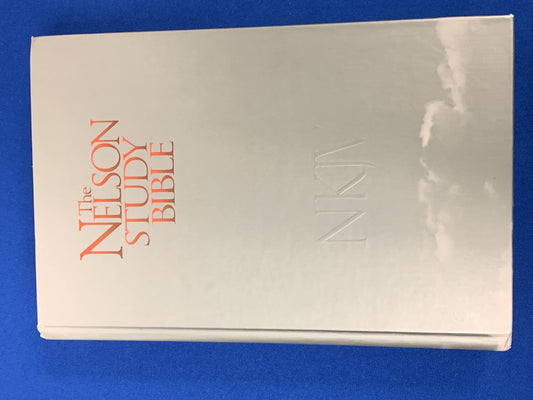 The
NELSON
STUDY
BIBLE
NKJV